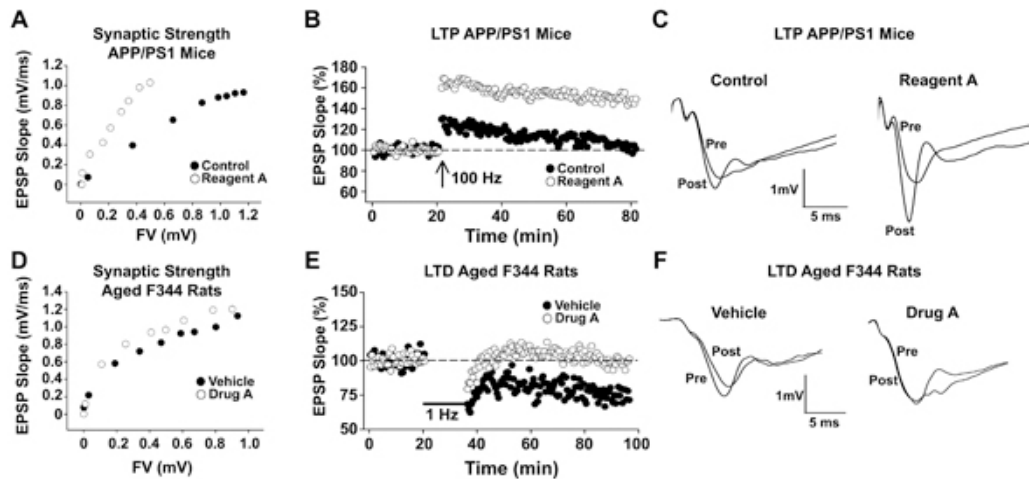 A
Synaptic Strength
APP/PS1 Mice
EPSP Slope (mV/ms)
1.2
1.0
0.8
0.6
0.4
0.2
0
Control
Reagent A
0 0.2 0.4 0.6 0.8 1.0 1.2
FV (mV)
B
LTP APP/PS1 Mice
EPSP Slope (%)
180
160
140
120
100
80
60
100 Hz
Control
Reagent A
0 20 40 60 80
Time (min)
C
LTP APP/PS1 Mice
Control
Reagent A
Pre
Post
Pre
Post
1mV
5 ms
D
Synaptic Strength
Aged F344 Rats
EPSP Slope (mV/ms)
1.4
1.2
1.0
0.8
0.6
0.4
0.2
0
Vehicle
Drug A
0 0.2 0.4 0.6 0.8 1.0
FV (mV)
E
LTD Aged F344 Rats
EPSP Slope (%)
150
125
100
75
50
1 Hz
Vehicle
Drug A
0 20 40 60 80 100
Time (min)
F
LTD Aged F344 Rats
Vehicle
Drug A
Post
Pre
Pre
Post
1mV
5 ms